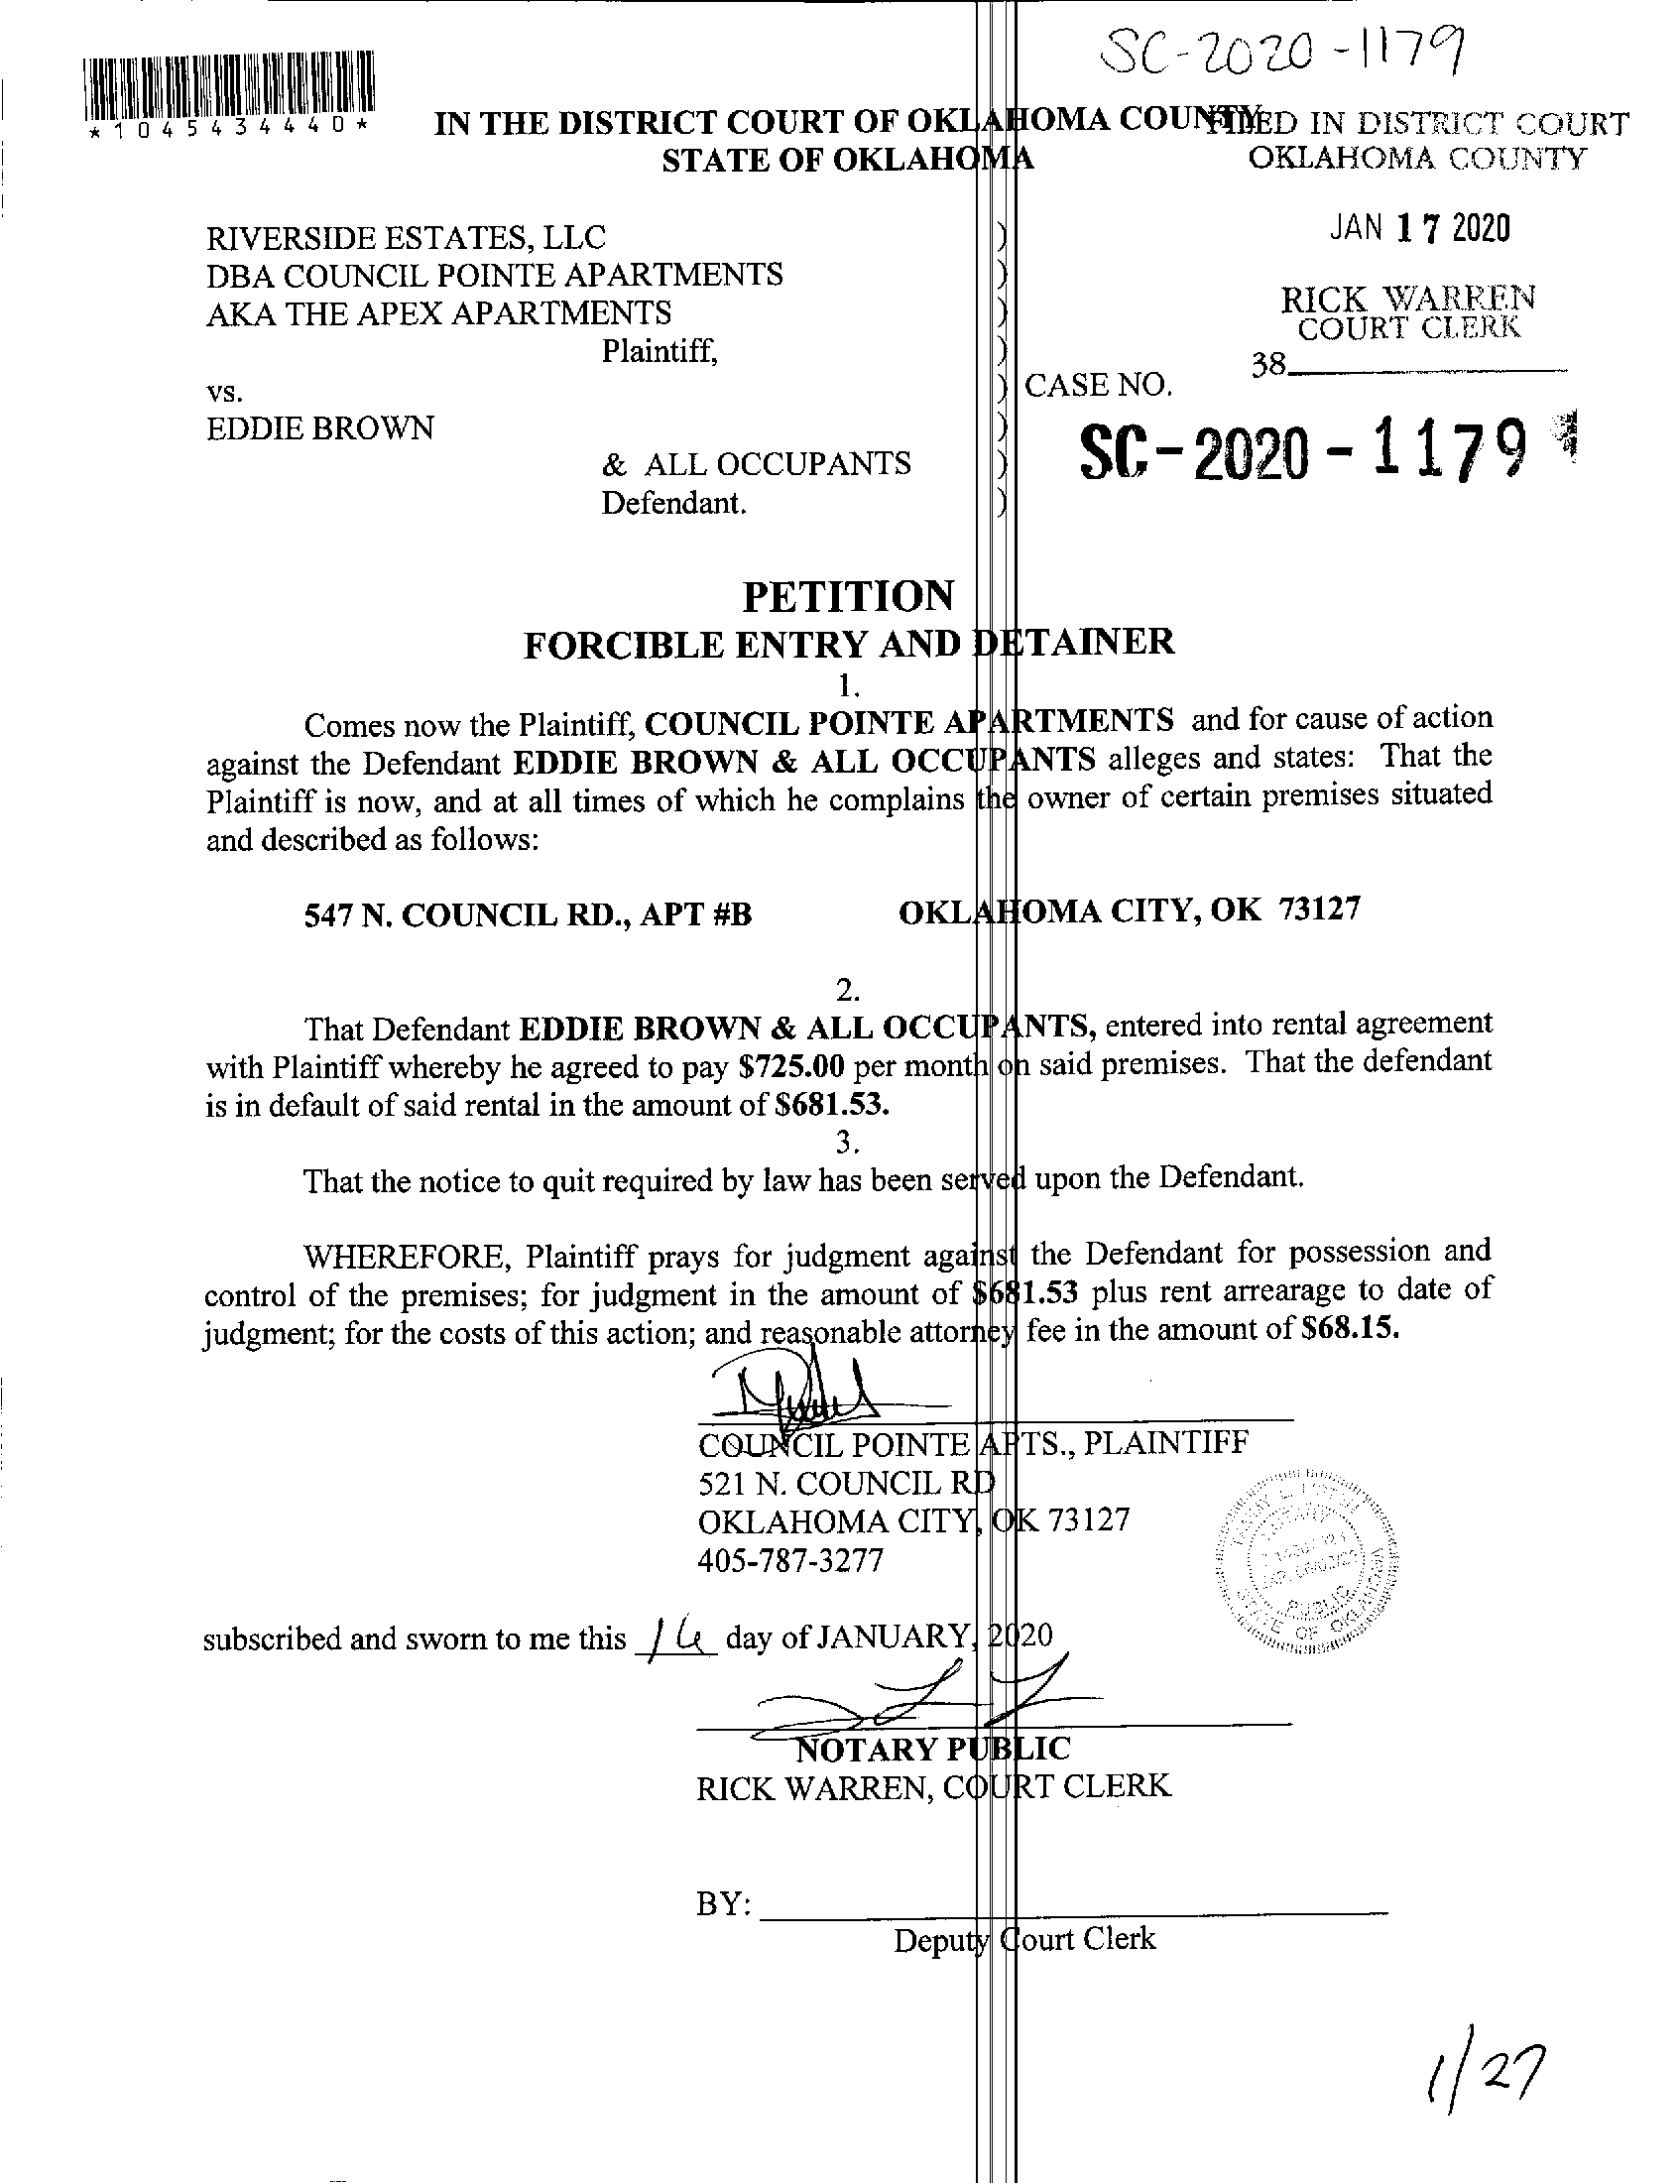 SC-2020-1179
*1045434440*
IN THE DISTRICT COURT OF OKLAHOMA COUNTY
STATE OF OKLAHOMA
FILED IN DISTRICT COURT
OKLAHOMA COUNTY
JAN 17 2020
RICK WARREN
COURT CLERK
38
RIVERSIDE ESTATES, LLC )
DBA COUNCIL POINTE APARTMENTS )
AKA THE APEX APARTMENTS )
Plaintiff, )
vs. ) CASE NO.
EDDIE BROWN )
& ALL OCCUPANTS )
Defendant. )
SC-2020-1179
PETITION
FORCIBLE ENTRY AND DETAINER
1.
Comes now the Plaintiff, COUNCIL POINTE APARTMENTS and for cause of action
against the Defendant EDDIE BROWN & ALL OCCUPANTS alleges and states: That the
Plaintiff is now, and at all times of which he complains the owner of certain premises situated
and described as follows:
547 N. COUNCIL RD., APT #B OKLAHOMA CITY, OK 73127
2.
That Defendant EDDIE BROWN & ALL OCCUPANTS, entered into rental agreement
with Plaintiff whereby he agreed to pay $725.00 per month on said premises. That the defendant
is in default of said rental in the amount of $681.53.
3.
That the notice to quit required by law has been served upon the Defendant.
WHEREFORE, Plaintiff prays for judgment against the Defendant for possession and
control of the premises; for judgment in the amount of $681.53 plus rent arrearage to date of
judgment; for the costs of this action; and reasonable attorney fee in the amount of $68.15.
COUNCIL POINTE APTS., PLAINTIFF
521 N. COUNCIL RD
OKLAHOMA CITY, OK 73127
405-787-3277
NOTARY
PUBLIC
STATE OF OKLAHOMA
subscribed and sworn to me this 16 day of JANUARY, 2020
NOTARY PUBLIC
RICK WARREN, COURT CLERK
BY:
Deputy Court Clerk
1/27